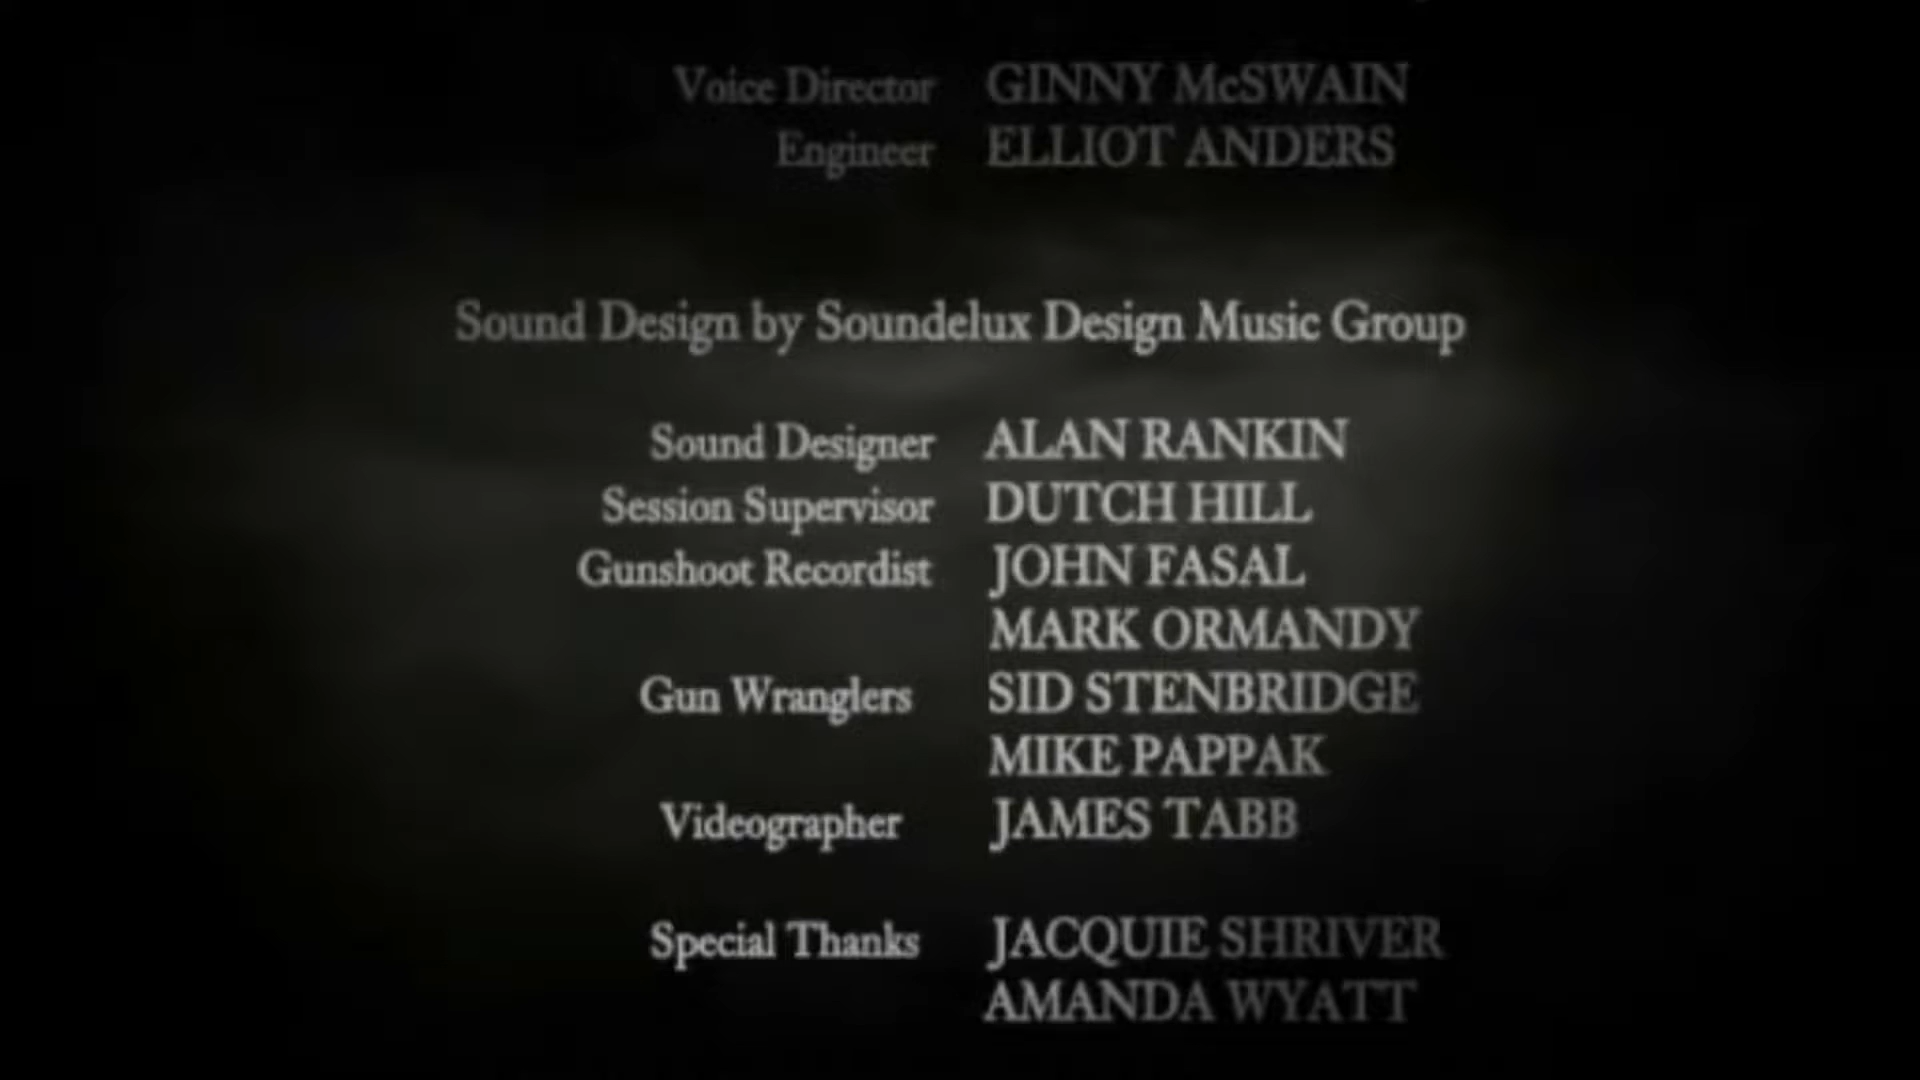 Voice Director GINNY McSWAIN
Engineer ELLIOT ANDERS
Sound Design by Soundelux Design Music Group
Sound Designer ALAN RANKIN
Session Supervisor DUTCH HILL
Gunshoot Recordist JOHN FASAL
MARK ORMANDY
Gun Wranglers SID STENBRIDGE
MIKE PAPPAK
Videographer JAMES TABB
Special Thanks JACQUIE SHRIVER
AMANDA WYATT